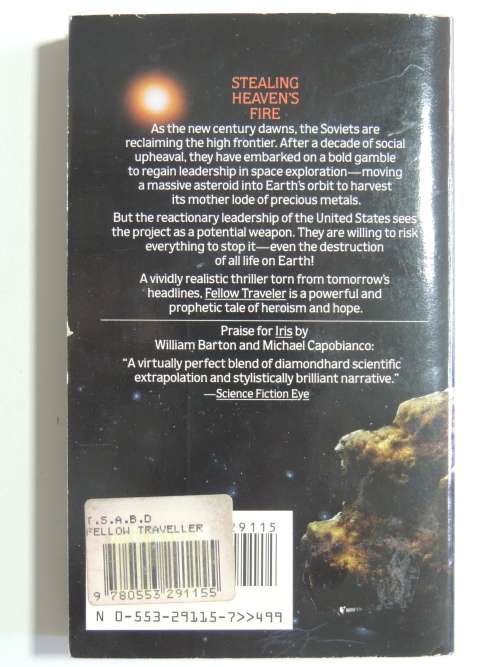 STEALING
HEAVEN'S
FIRE
As the new century dawns, the Soviets are
reclaiming the high frontier. After a decade of social
upheaval, they have embarked on a bold gamble
to regain leadership in space exploration—moving
a massive asteroid into Earth's orbit to harvest
its mother lode of precious metals.
But the reactionary leadership of the United States sees
the project as a potential weapon. They are willing to risk
everything to stop it—even the destruction
of all life on Earth!
A vividly realistic thriller torn from tomorrow's
headlines, Fellow Traveler is a powerful and
prophetic tale of heroism and hope.
Praise for Iris by
William Barton and Michael Capobianco:
“A virtually perfect blend of diamondhard scientific
extrapolation and stylistically brilliant narrative.”
—Science Fiction Eye
T.S.A.B.D
FELLOW TRAVELLER
9 780553 291155
29115
N 0-553-29115-7>>499